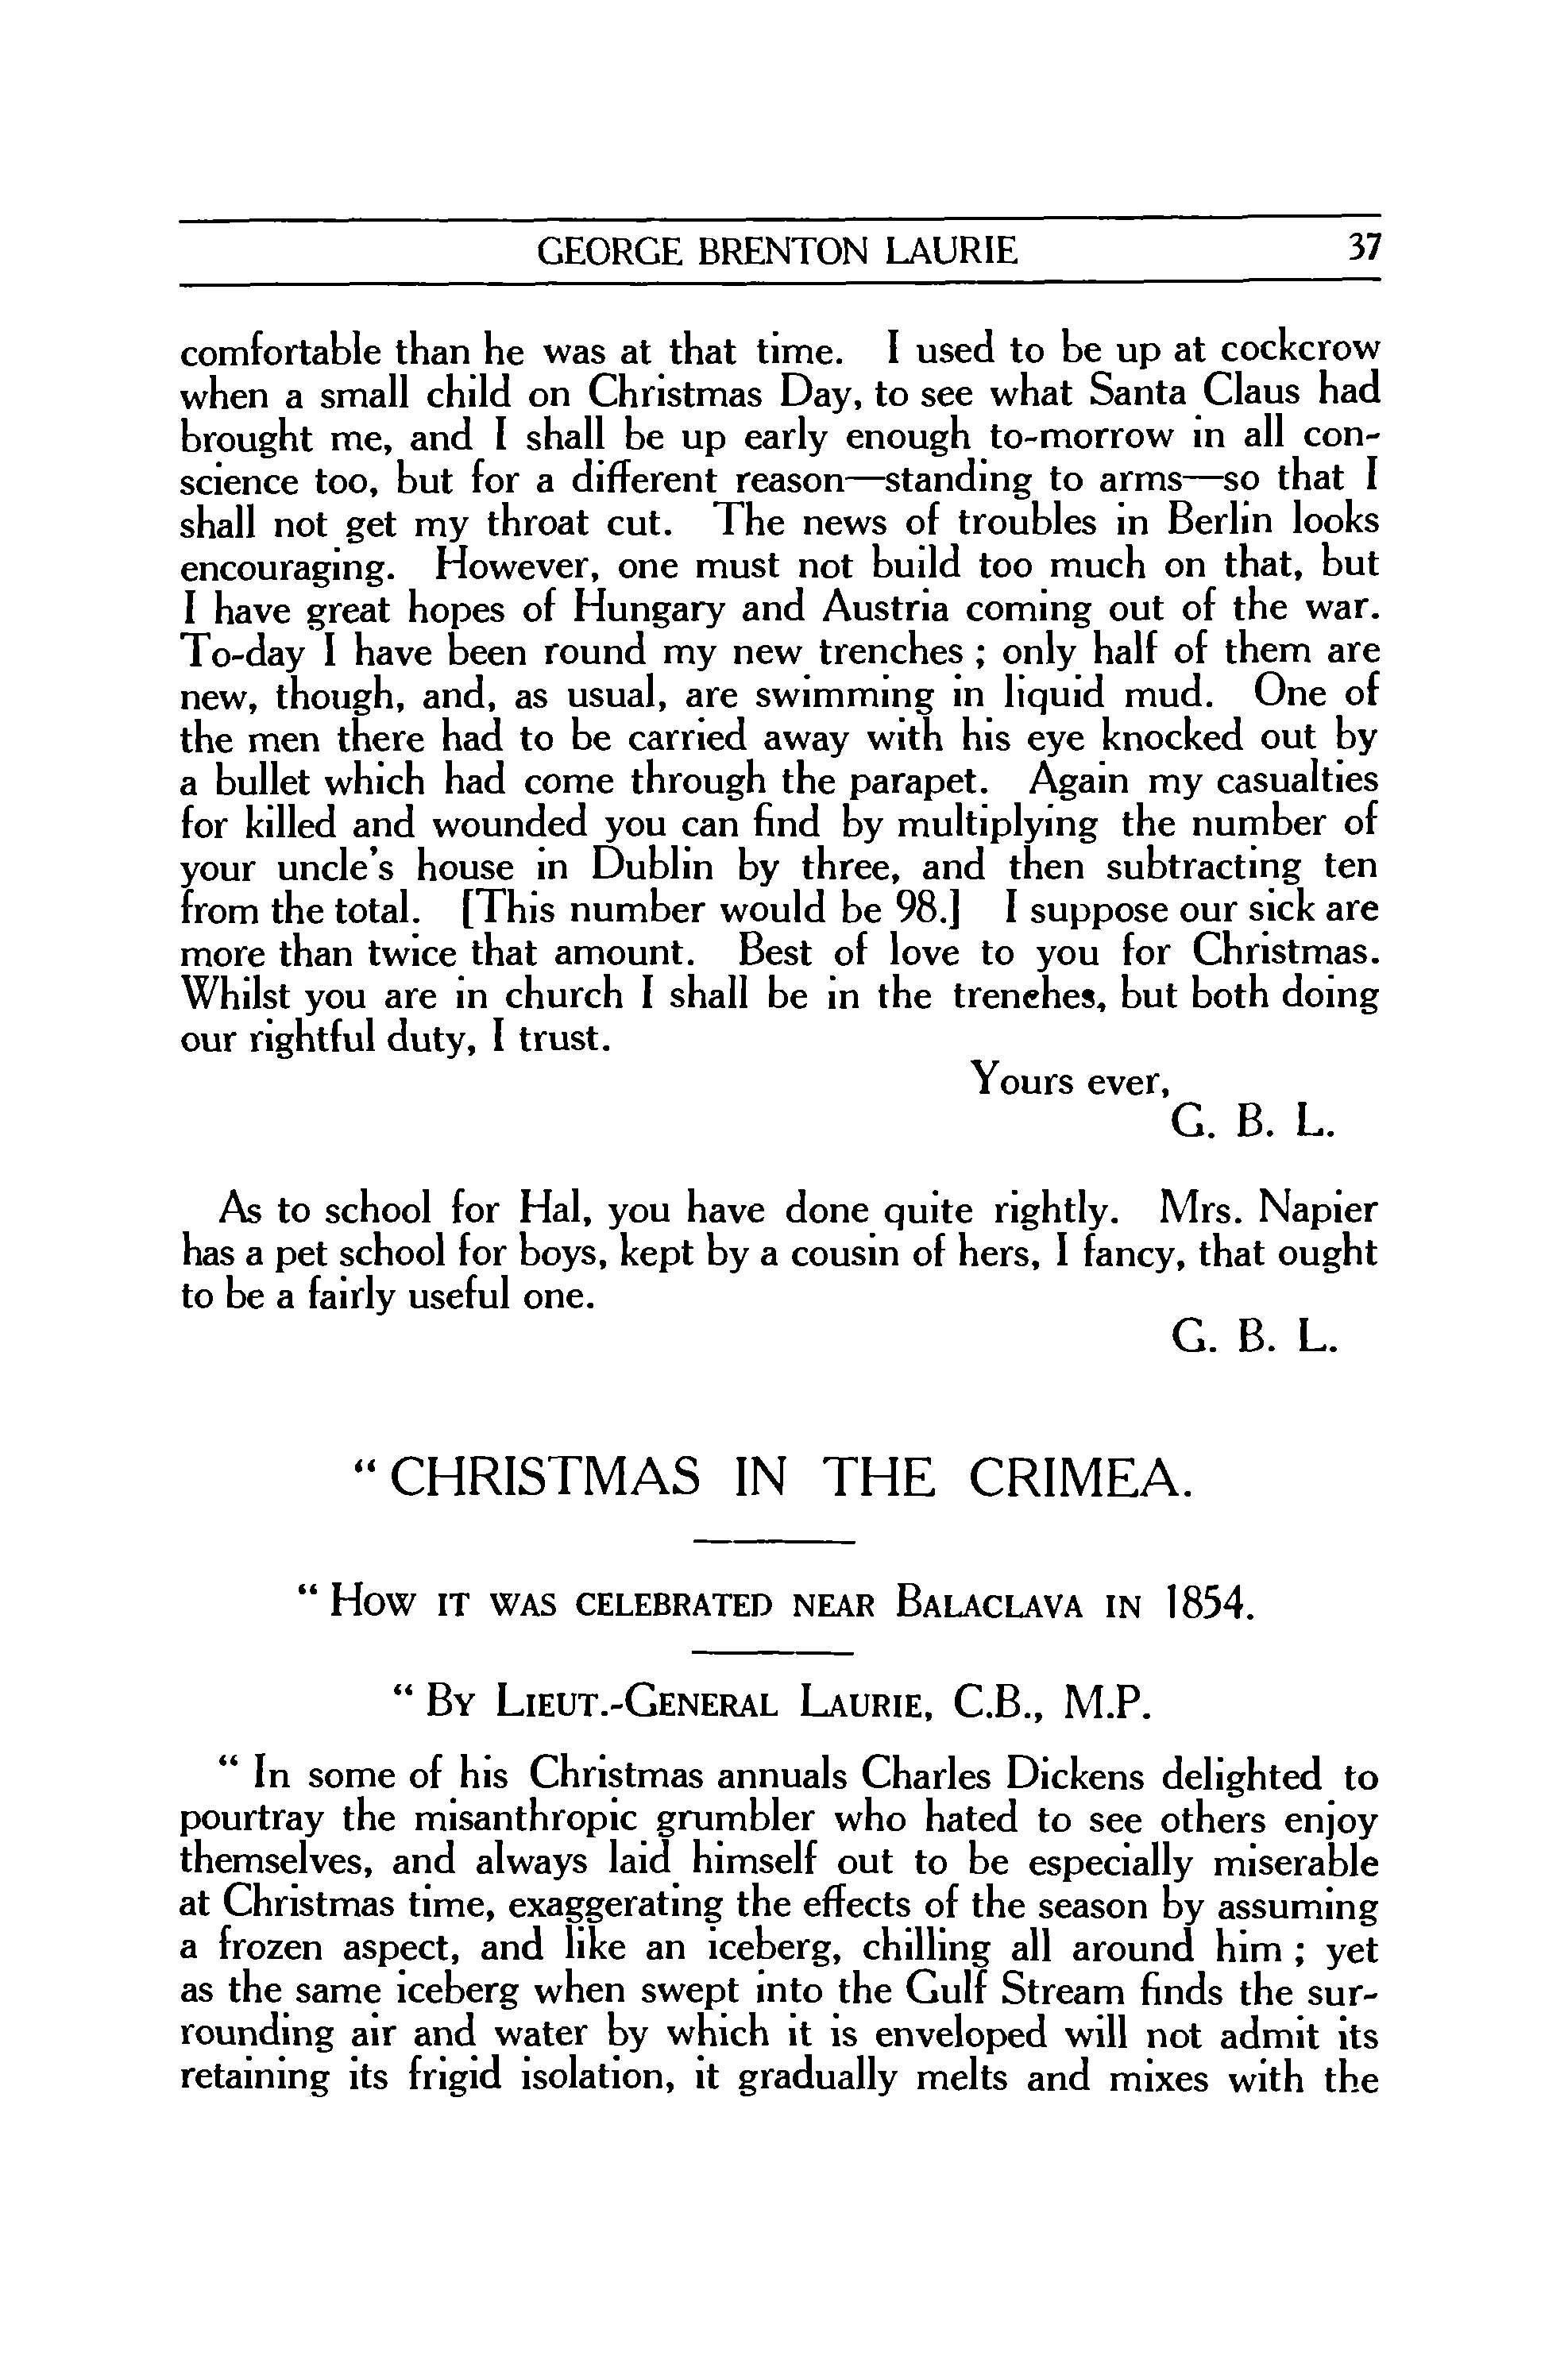 GEORGE BRENTON LAURIE 37
comfortable than he was at that time. I used to be up at cockcrow
when a small child on Christmas Day, to see what Santa Claus had
brought me, and I shall be up early enough to-morrow in all con-
science too, but for a different reason—standing to arms—so that I
shall not get my throat cut. The news of troubles in Berlin looks
encouraging. However, one must not build too much on that, but
I have great hopes of Hungary and Austria coming out of the war.
To-day I have been round my new trenches ; only half of them are
new, though, and, as usual, are swimming in liquid mud. One of
the men there had to be carried away with his eye knocked out by
a bullet which had come through the parapet. Again my casualties
for killed and wounded you can find by multiplying the number of
your uncle's house in Dublin by three, and then subtracting ten
from the total. [This number would be 98.] I suppose our sick are
more than twice that amount. Best of love to you for Christmas.
Whilst you are in church I shall be in the trenches, but both doing
our rightful duty, I trust.
Yours ever,
G. B. L.
As to school for Hal, you have done quite rightly. Mrs. Napier
has a pet school for boys, kept by a cousin of hers, I fancy, that ought
to be a fairly useful one.
G. B. L.
“ CHRISTMAS IN THE CRIMEA.
“ How it was celebrated near Balaclava in 1854.
“ By Lieut.-General Laurie, C.B., M.P.
“ In some of his Christmas annuals Charles Dickens delighted to
pourtray the misanthropic grumbler who hated to see others enjoy
themselves, and always laid himself out to be especially miserable
at Christmas time, exaggerating the effects of the season by assuming
a frozen aspect, and like an iceberg, chilling all around him ; yet
as the same iceberg when swept into the Gulf Stream finds the sur-
rounding air and water by which it is enveloped will not admit its
retaining its frigid isolation, it gradually melts and mixes with the